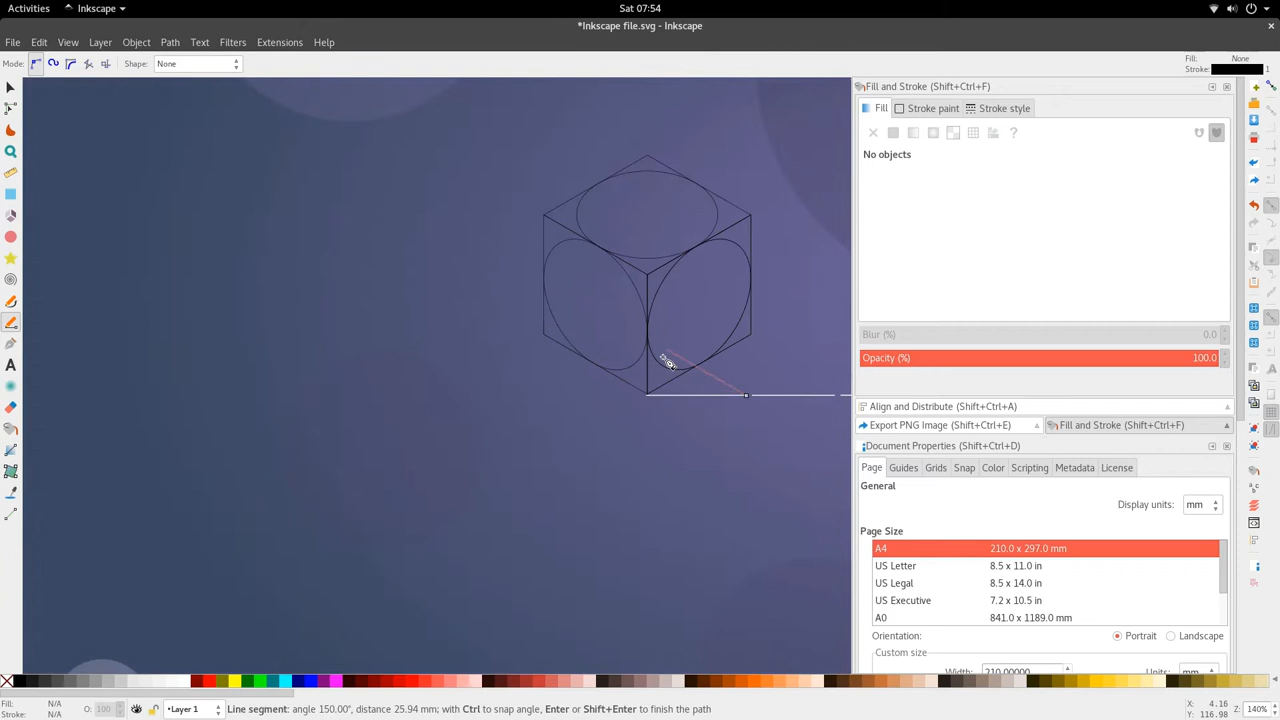 Activities Inkscape Sat 07:54
*Inkscape file.svg - Inkscape
File Edit View Layer Object Path Text Filters Extensions Help
Mode: Shape: None
Fill: None
Stroke: 1
Fill and Stroke (Shift+Ctrl+F)
Fill Stroke paint Stroke style
No objects
Blur (%) 0.0
Opacity (%) 100.0
Align and Distribute (Shift+Ctrl+A)
Export PNG Image (Shift+Ctrl+E) Fill and Stroke (Shift+Ctrl+F)
Document Properties (Shift+Ctrl+D)
Page Guides Grids Snap Color Scripting Metadata License
General
Display units: mm
Page Size
A4 210.0 x 297.0 mm
US Letter 8.5 x 11.0 in
US Legal 8.5 x 14.0 in
US Executive 7.2 x 10.5 in
A0 841.0 x 1189.0 mm
Orientation: Portrait Landscape
Custom size
Width: 210.00000 Units: mm
Fill: N/A
Stroke: N/A
O: 100
•Layer 1
Line segment: angle 150.00°, distance 25.94 mm; with Ctrl to snap angle, Enter or Shift+Enter to finish the path
X: 4.16
Y: 116.98
Z: 140%